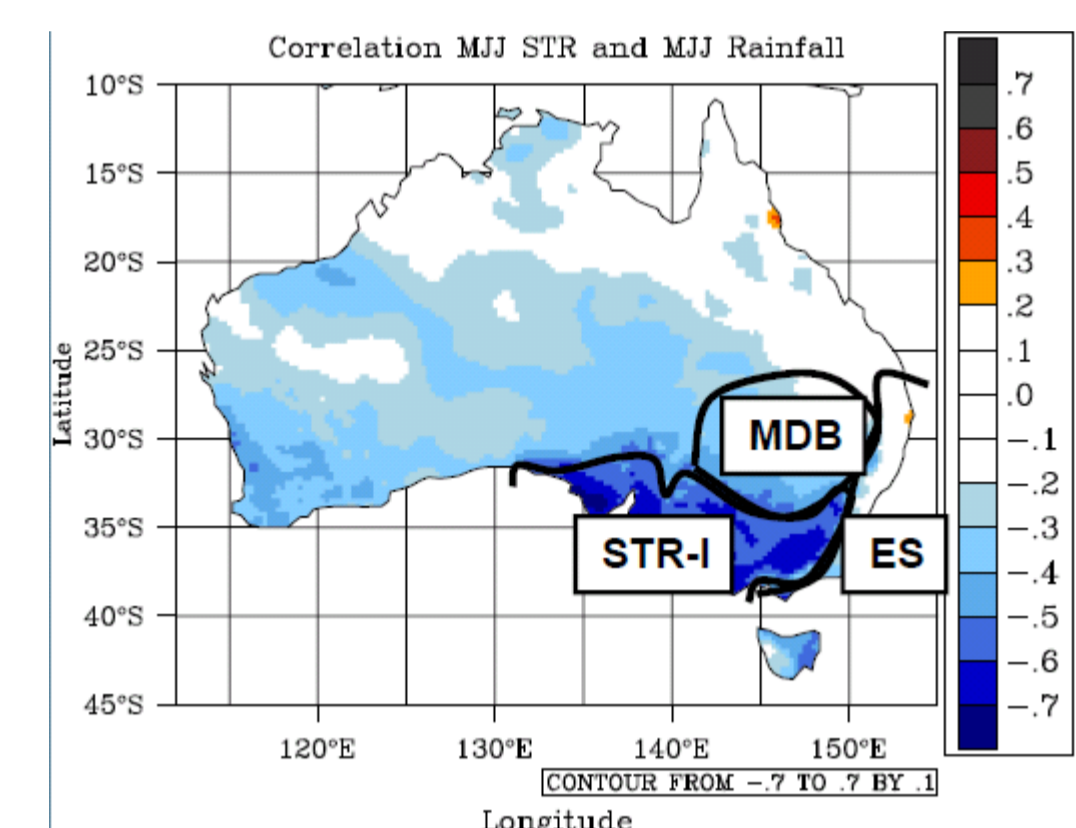 Correlation MJJ STR and MJJ Rainfall
10°S
15°S
20°S
25°S
30°S
35°S
40°S
45°S
Latitude
120°E
130°E
140°E
150°E
Longitude
MDB
STR-I
ES
.7
.6
.5
.4
.3
.2
.1
.0
−.1
−.2
−.3
−.4
−.5
−.6
−.7
CONTOUR FROM −.7 TO .7 BY .1